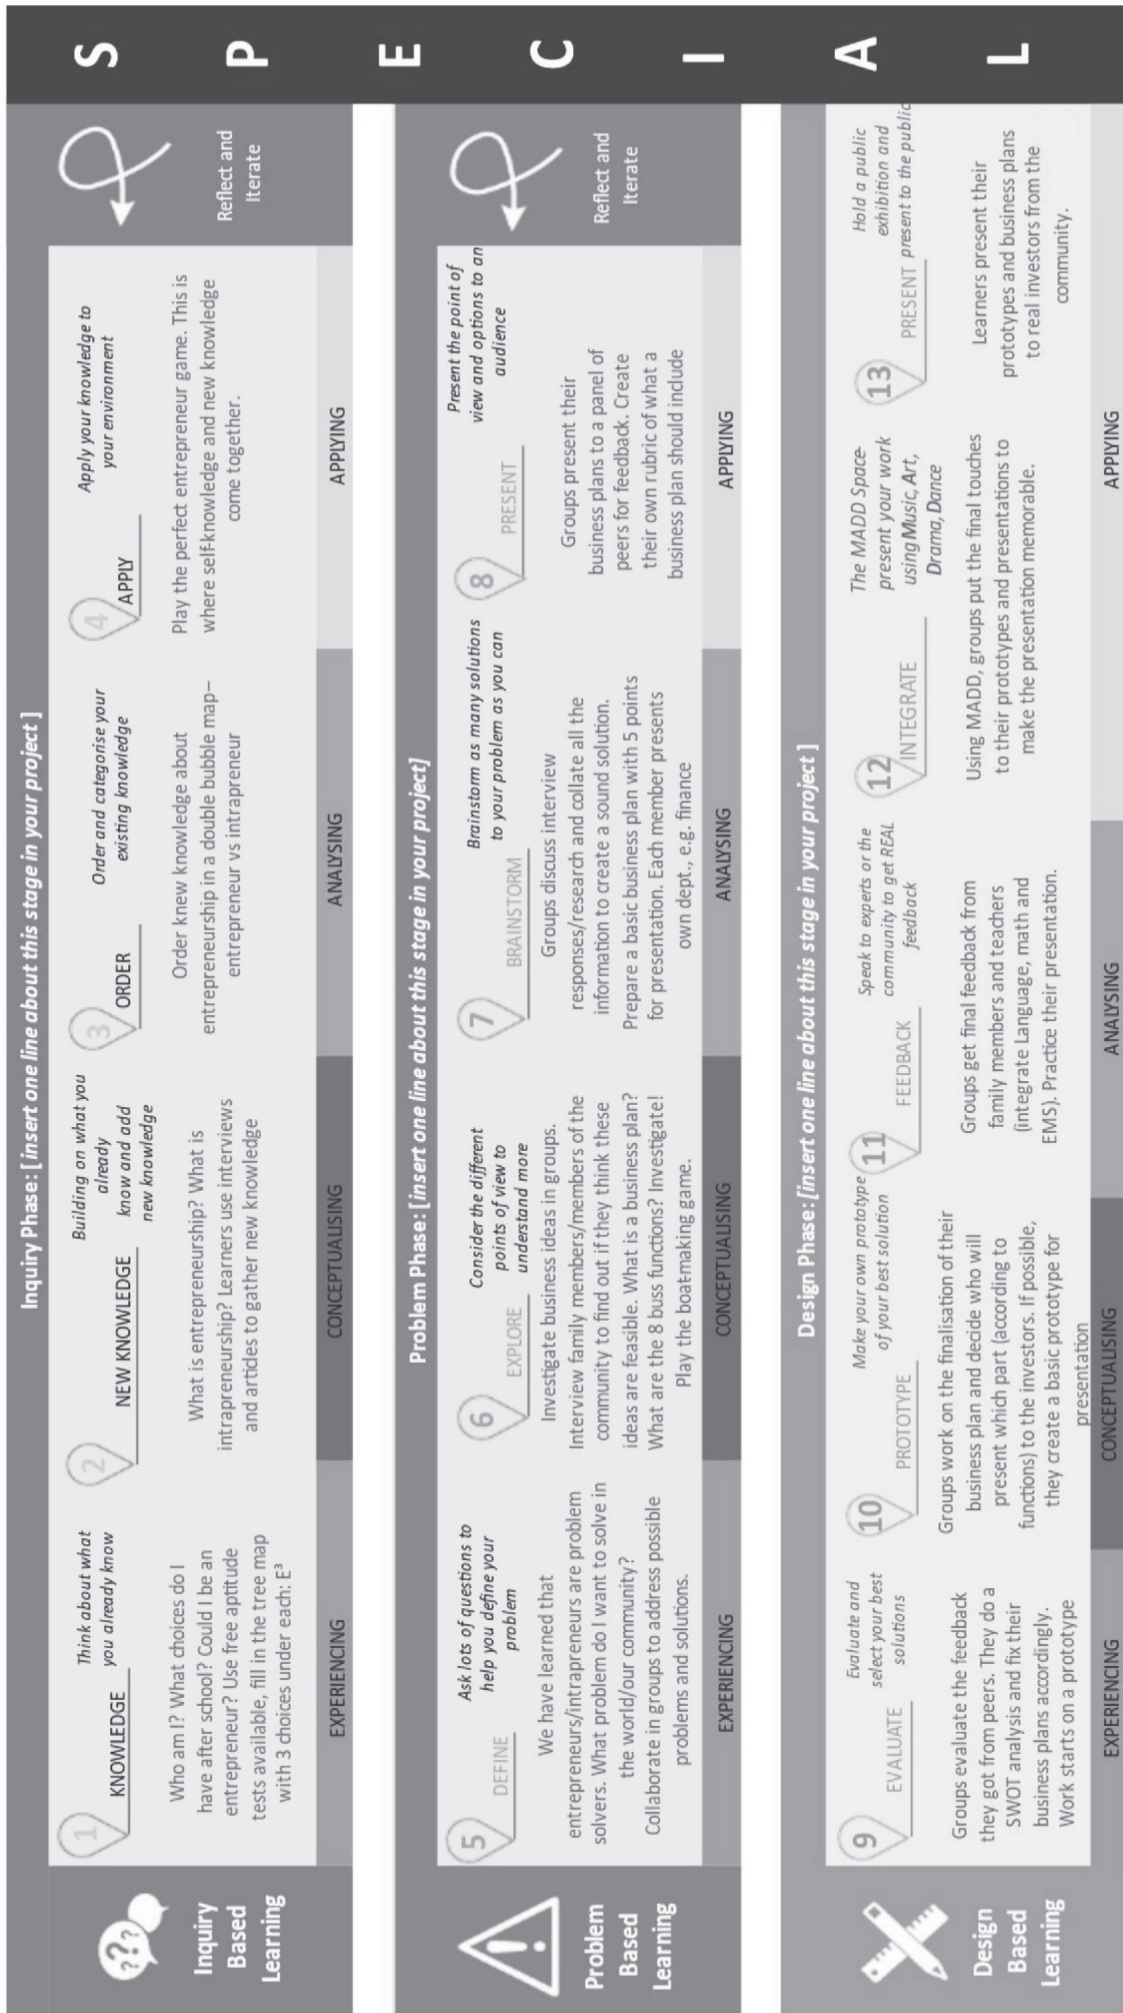 S
P
E
C
I
A
L
Inquiry Phase: [insert one line about this stage in your project ]
???
Inquiry
Based
Learning
1
KNOWLEDGE
Think about what
you already know
Who am I? What choices do I
have after school? Could I be an
entrepreneur? Use free aptitude
tests available, fill in the tree map
with 3 choices under each: E³
EXPERIENCING
2
NEW KNOWLEDGE
Building on what you
already
know and add
new knowledge
What is entrepreneurship? What is
intrapreneurship? Learners use interviews
and articles to gather new knowledge
CONCEPTUALISING
3
ORDER
Order and categorise your
existing knowledge
Order knew knowledge about
entrepreneurship in a double bubble map–
entrepreneur vs intrapreneur
ANALYSING
4
APPLY
Apply your knowledge to
your environment
Play the perfect entrepreneur game. This is
where self-knowledge and new knowledge
come together.
APPLYING
Reflect and
Iterate
Problem Phase: [insert one line about this stage in your project]
Problem
Based
Learning
5
DEFINE
Ask lots of questions to
help you define your
problem
We have learned that
entrepreneurs/intrapreneurs are problem
solvers. What problem do I want to solve in
the world/our community?
Collaborate in groups to address possible
problems and solutions.
EXPERIENCING
6
EXPLORE
Consider the different
points of view to
understand more
Investigate business ideas in groups.
Interview family members/members of the
community to find out if they think these
ideas are feasible. What is a business plan?
What are the 8 buss functions? Investigate!
Play the boatmaking game.
CONCEPTUALISING
7
BRAINSTORM
Brainstorm as many solutions
to your problem as you can
Groups discuss interview
responses/research and collate all the
information to create a sound solution.
Prepare a basic business plan with 5 points
for presentation. Each member presents
own dept., e.g. finance
ANALYSING
8
PRESENT
Present the point of
view and options to an
audience
Groups present their
business plans to a panel of
peers for feedback. Create
their own rubric of what a
business plan should include
APPLYING
Reflect and
Iterate
Design Phase: [insert one line about this stage in your project ]
Design
Based
Learning
9
EVALUATE
Evaluate and
select your best
solutions
Groups evaluate the feedback
they got from peers. They do a
SWOT analysis and fix their
business plans accordingly.
Work starts on a prototype
EXPERIENCING
10
PROTOTYPE
Make your own prototype
of your best solution
Groups work on the finalisation of their
business plan and decide who will
present which part (according to
functions) to the investors. If possible,
they create a basic prototype for
presentation
CONCEPTUALISING
11
FEEDBACK
Speak to experts or the
community to get REAL
feedback
Groups get final feedback from
family members and teachers
(integrate Language, math and
EMS). Practice their presentation.
ANALYSING
12
INTEGRATE
The MADD Space-
present your work
using Music, Art,
Drama, Dance
Using MADD, groups put the final touches
to their prototypes and presentations to
make the presentation memorable.
13
PRESENT
Hold a public
exhibition and
present to the public
Learners present their
prototypes and business plans
to real investors from the
community.
APPLYING